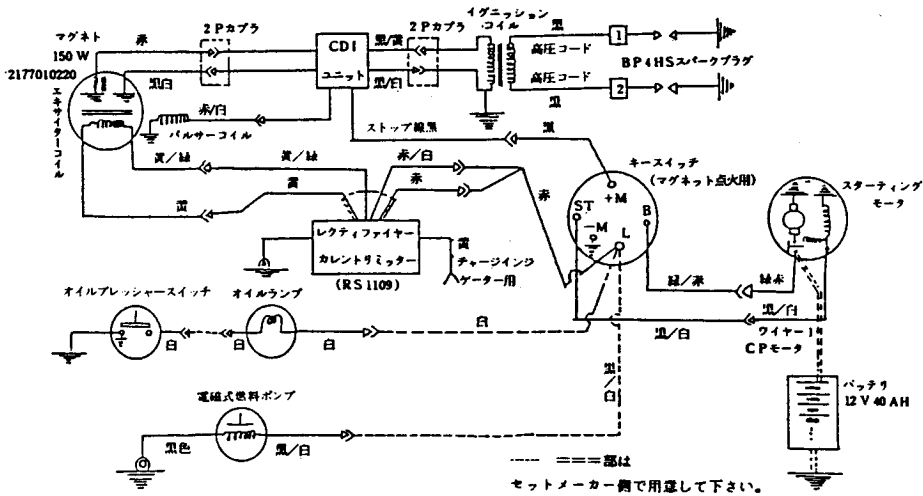 マグネト
150 W
2177010220
エキサイターコイル
赤
2Pカプラ
黒/白
CDI
ユニット
黒/黄
2Pカプラ
黒/白
イグニッション
コイル
黒
高圧コード
高圧コード
黒
1
2
BP4HSスパークプラグ
赤/白
パルサーコイル
ストップ線黒
黒
黄/緑
黄/緑
黄
黄
赤/白
赤
赤
キースイッチ
(マグネット点火用)
+M
ST
B
-M
L
スターティング
モータ
レクティファイヤー
カレントリミッター
(RS1109)
黄
チャージインジ
ゲーター用
緑/赤
緑赤
黒/白
黒/白
ワイヤー1
CPモータ
オイルプレッシャースイッチ
オイルランプ
白
白
白
白
黒/白
バッテリ
12V40AH
電磁式燃料ポンプ
黒色
黒/白
部は
セットメーカー側で用意して下さい。